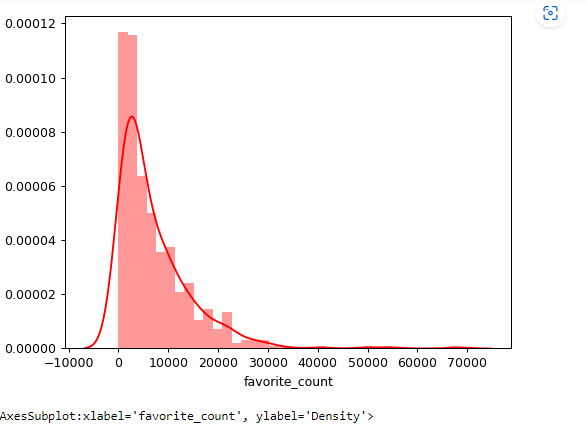 0.00012
0.00010
0.00008
0.00006
0.00004
0.00002
0.00000
−10000 0 10000 20000 30000 40000 50000 60000 70000
favorite_count
AxesSubplot:xlabel='favorite_count', ylabel='Density'>